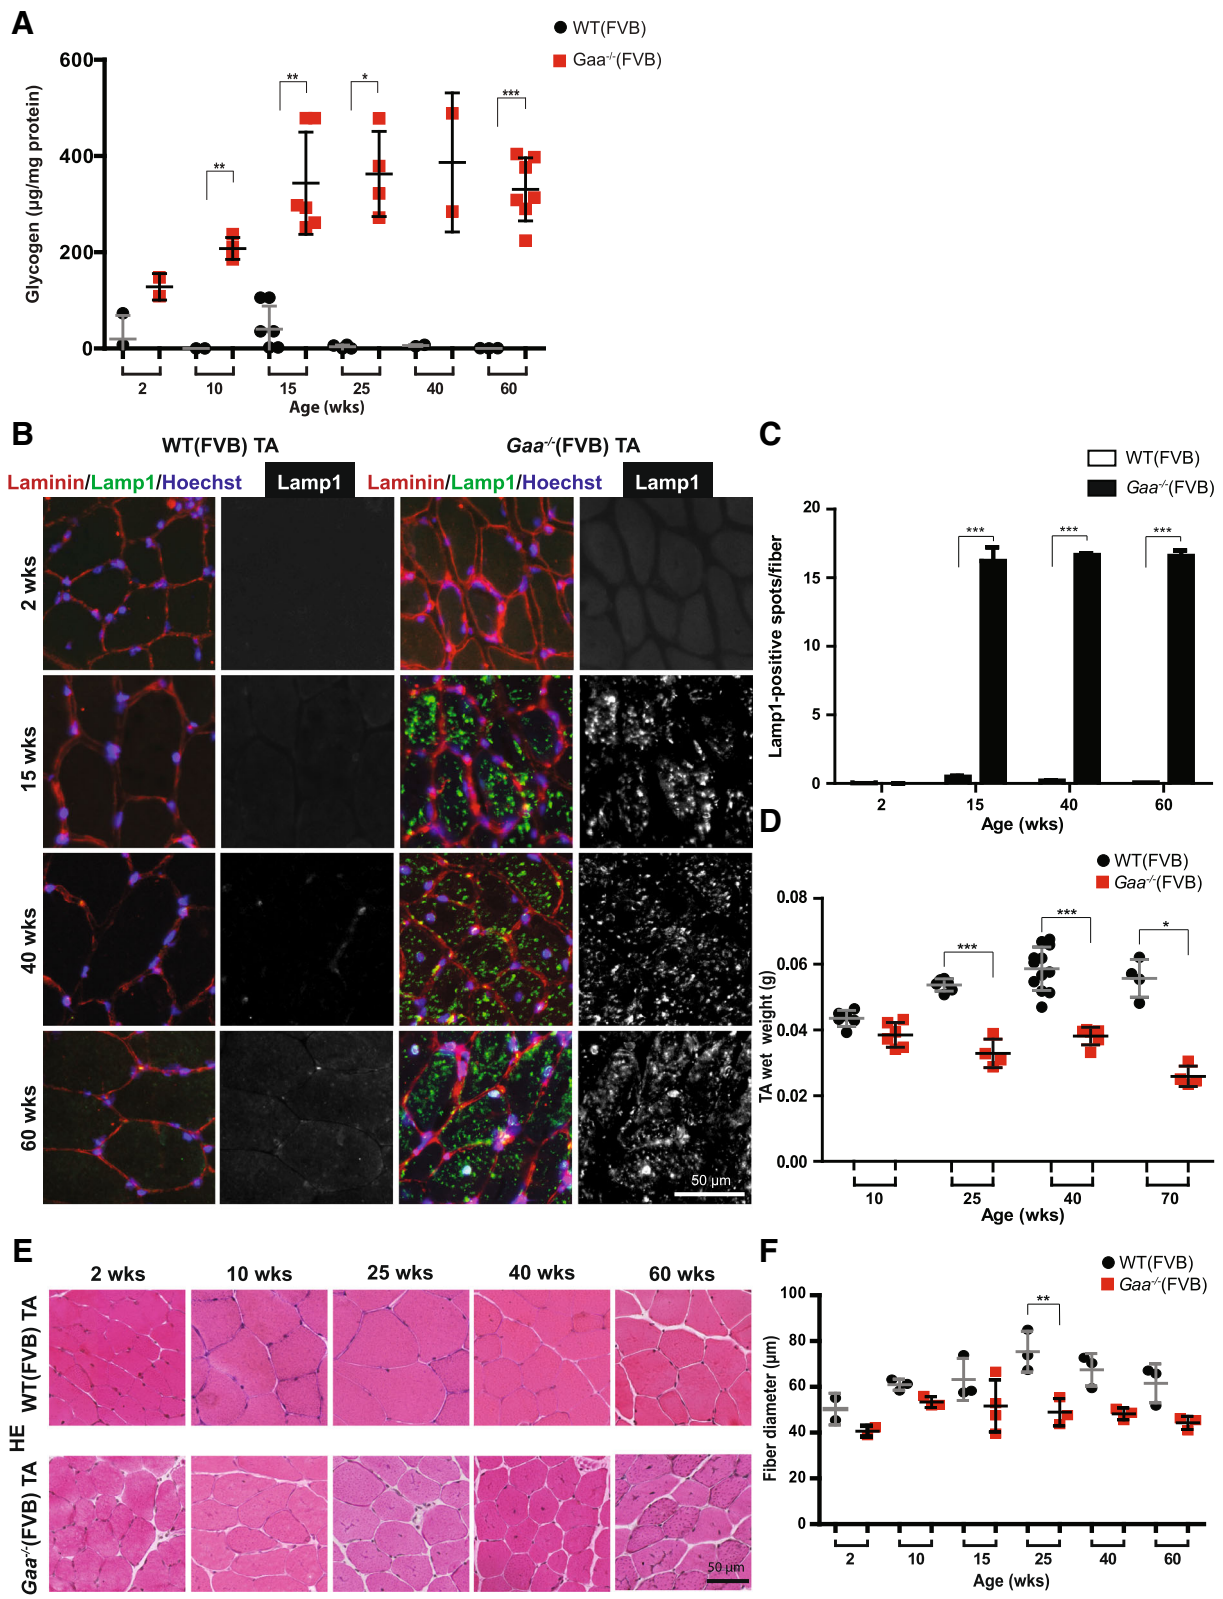 A
WT(FVB)
Gaa-/-(FVB)
Glycogen (µg/mg protein)
600
400
200
0
** ** * ***
2 10 15 25 40 60
Age (wks)
B
WT(FVB) TA Gaa-/-(FVB) TA
Laminin/Lamp1/Hoechst Lamp1 Laminin/Lamp1/Hoechst Lamp1
2 wks
15 wks
40 wks
60 wks
50 µm
C
WT(FVB)
Gaa-/-(FVB)
Lamp1-positive spots/fiber
20
15
10
5
0
*** *** ***
2 15 40 60
Age (wks)
D
WT(FVB)
Gaa-/-(FVB)
TA wet weight (g)
0.08
0.06
0.04
0.02
0.00
*** *** *
10 25 40 70
Age (wks)
E
2 wks 10 wks 25 wks 40 wks 60 wks
WT(FVB) TA
HE
Gaa-/-(FVB) TA
50 µm
F
WT(FVB)
Gaa-/-(FVB)
Fiber diameter (µm)
100
80
60
40
20
0
**
2 10 15 25 40 60
Age (wks)